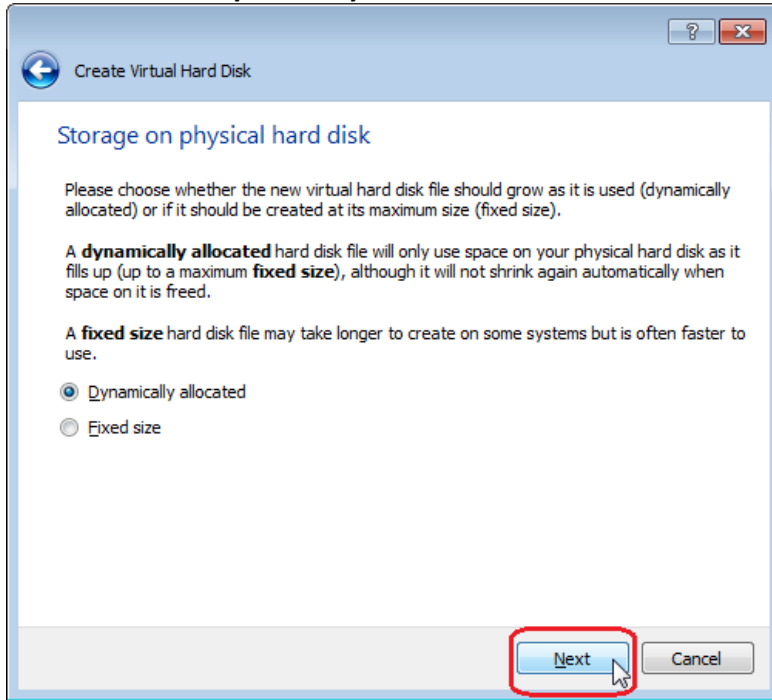 ?
Create Virtual Hard Disk
Storage on physical hard disk
Please choose whether the new virtual hard disk file should grow as it is used (dynamically
allocated) or if it should be created at its maximum size (fixed size).
A dynamically allocated hard disk file will only use space on your physical hard disk as it
fills up (up to a maximum fixed size), although it will not shrink again automatically when
space on it is freed.
A fixed size hard disk file may take longer to create on some systems but is often faster to
use.
Dynamically allocated
Fixed size
Next Cancel